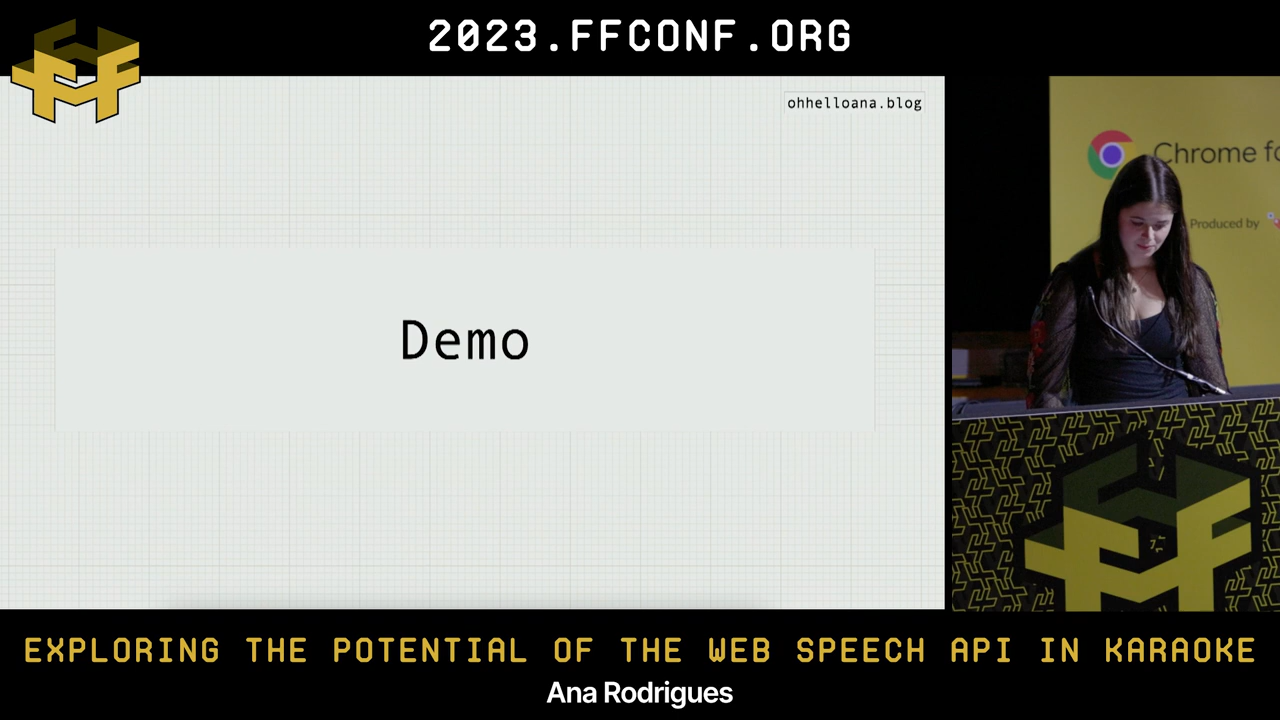 2023.FFCONF.ORG
ohhelloana.blog
Demo
Chrome fo
Produced by
EXPLORING THE POTENTIAL OF THE WEB SPEECH API IN KARAOKE
Ana Rodrigues